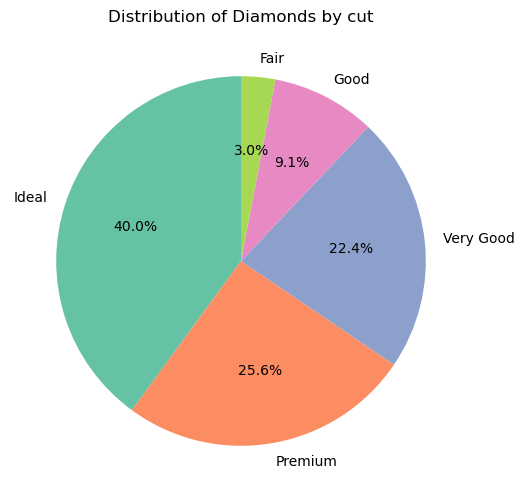 Distribution of Diamonds by cut
Fair
Good
3.0%
9.1%
Ideal
40.0%
22.4%
Very Good
25.6%
Premium